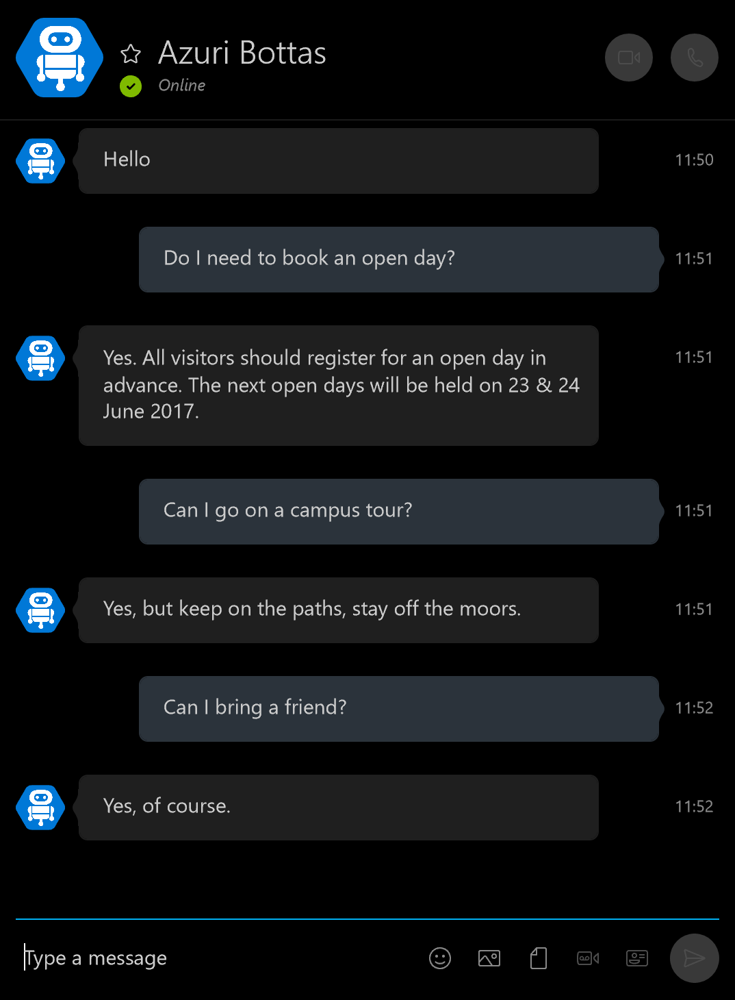 Azuri Bottas
Online
Hello
11:50
Do I need to book an open day?
11:51
Yes. All visitors should register for an open day in
11:51
advance. The next open days will be held on 23 & 24
June 2017.
Can I go on a campus tour?
11:51
Yes, but keep on the paths, stay off the moors.
11:51
Can I bring a friend?
11:52
Yes, of course.
11:52
Type a message